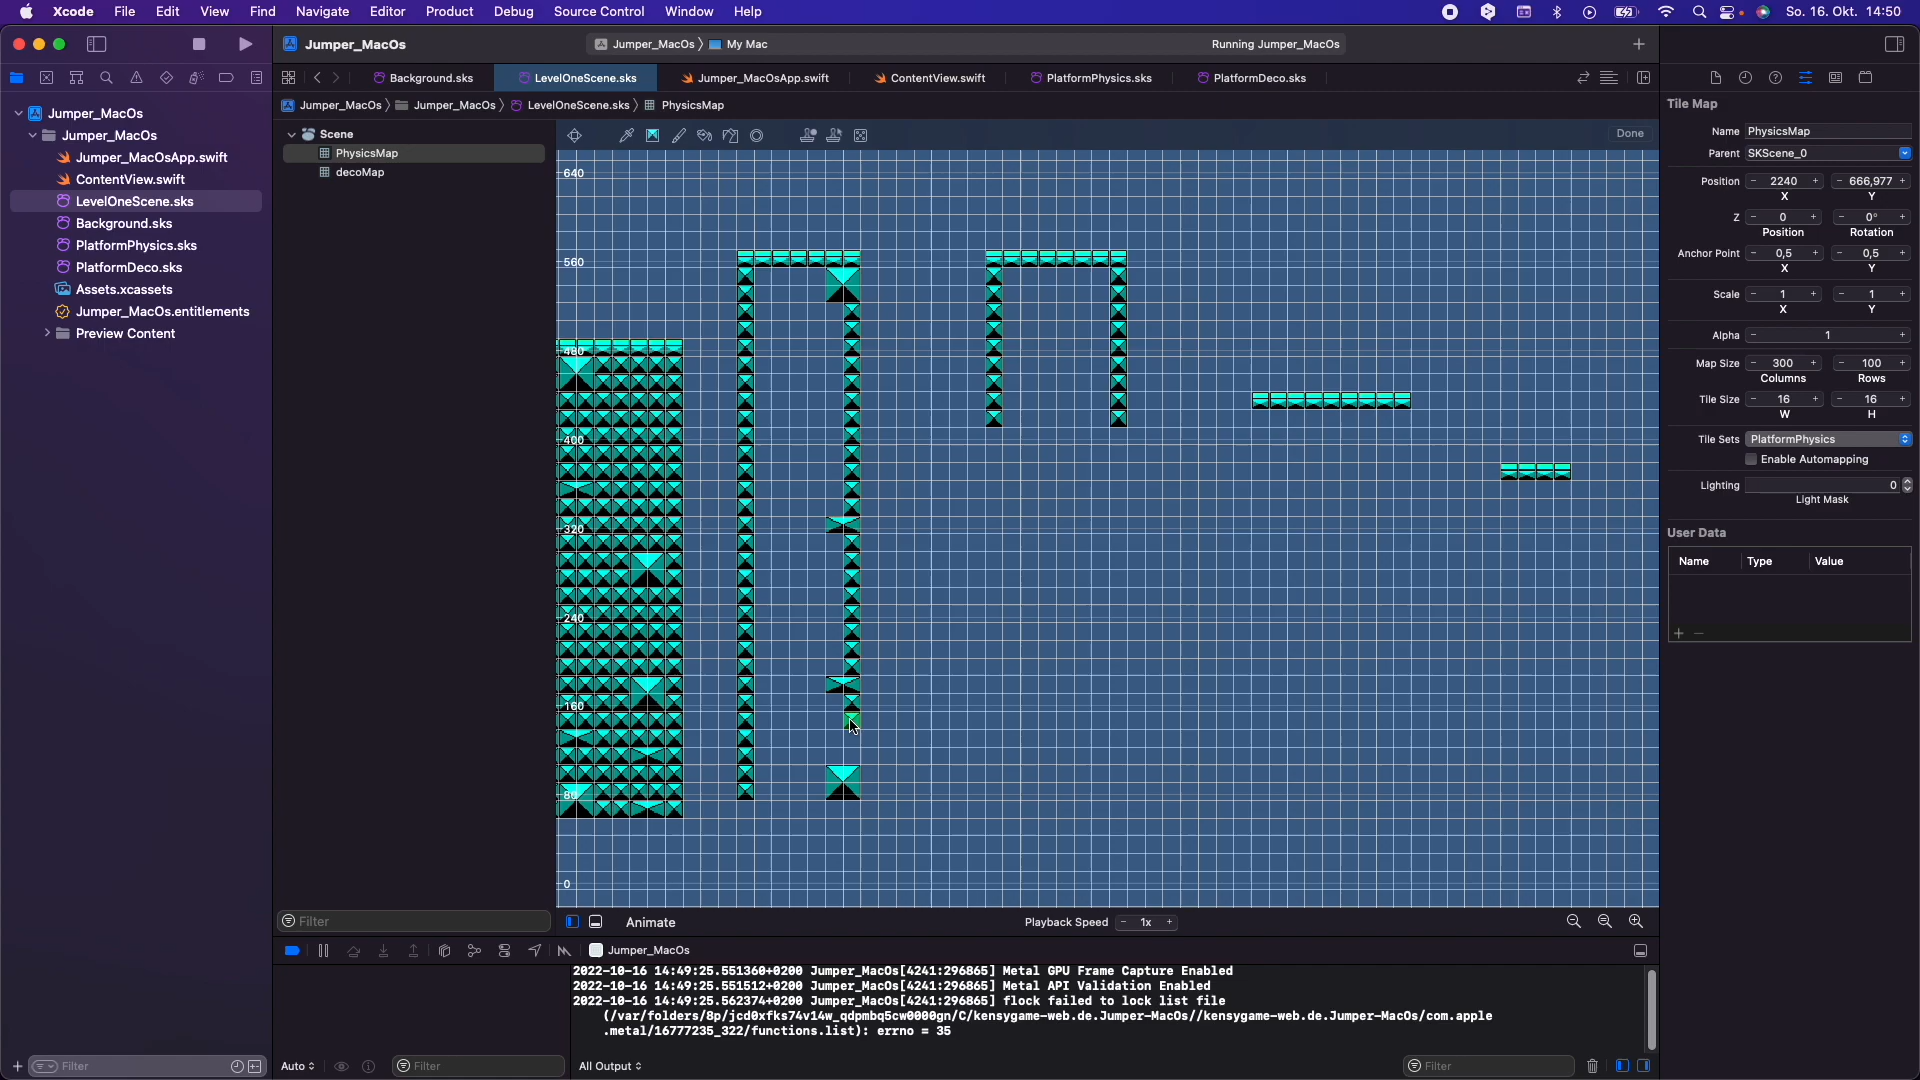 Xcode File Edit View Find Navigate Editor Product Debug Source Control Window Help So. 16. Okt. 14:50
Jumper_MacOs Jumper_MacOs My Mac Running Jumper_MacOs
Background.sks LevelOneScene.sks Jumper_MacOsApp.swift ContentView.swift PlatformPhysics.sks PlatformDeco.sks
Jumper_MacOs Jumper_MacOs LevelOneScene.sks PhysicsMap
Jumper_MacOs
Jumper_MacOs
Jumper_MacOsApp.swift
ContentView.swift
LevelOneScene.sks
Background.sks
PlatformPhysics.sks
PlatformDeco.sks
Assets.xcassets
Jumper_MacOs.entitlements
Preview Content
Filter
Scene
PhysicsMap
decoMap
Filter
Done
640
560
480
400
320
240
160
80
0
Animate Playback Speed - 1x +
Tile Map
Name PhysicsMap
Parent SKScene_0
Position - 2240 + - 666,977 +
X Y
Z - 0 + - 0° +
Position Rotation
Anchor Point - 0,5 + - 0,5 +
X Y
Scale - 1 + - 1 +
X Y
Alpha - 1 +
Map Size - 300 + - 100 +
Columns Rows
Tile Size - 16 + - 16 +
W H
Tile Sets PlatformPhysics
Enable Automapping
Lighting 0
Light Mask
User Data
Name Type Value
+ −
Jumper_MacOs
2022-10-16 14:49:25.551360+0200 Jumper_MacOs[4241:296865] Metal GPU Frame Capture Enabled
2022-10-16 14:49:25.551512+0200 Jumper_MacOs[4241:296865] Metal API Validation Enabled
2022-10-16 14:49:25.562374+0200 Jumper_MacOs[4241:296865] flock failed to lock list file
(/var/folders/8p/jcd0xfks74v14w_qdpmbq5cw0000gn/C/kensygame-web.de.Jumper-MacOs//kensygame-web.de.Jumper-MacOs/com.apple
.metal/16777235_322/functions.list): errno = 35
Auto Filter All Output Filter